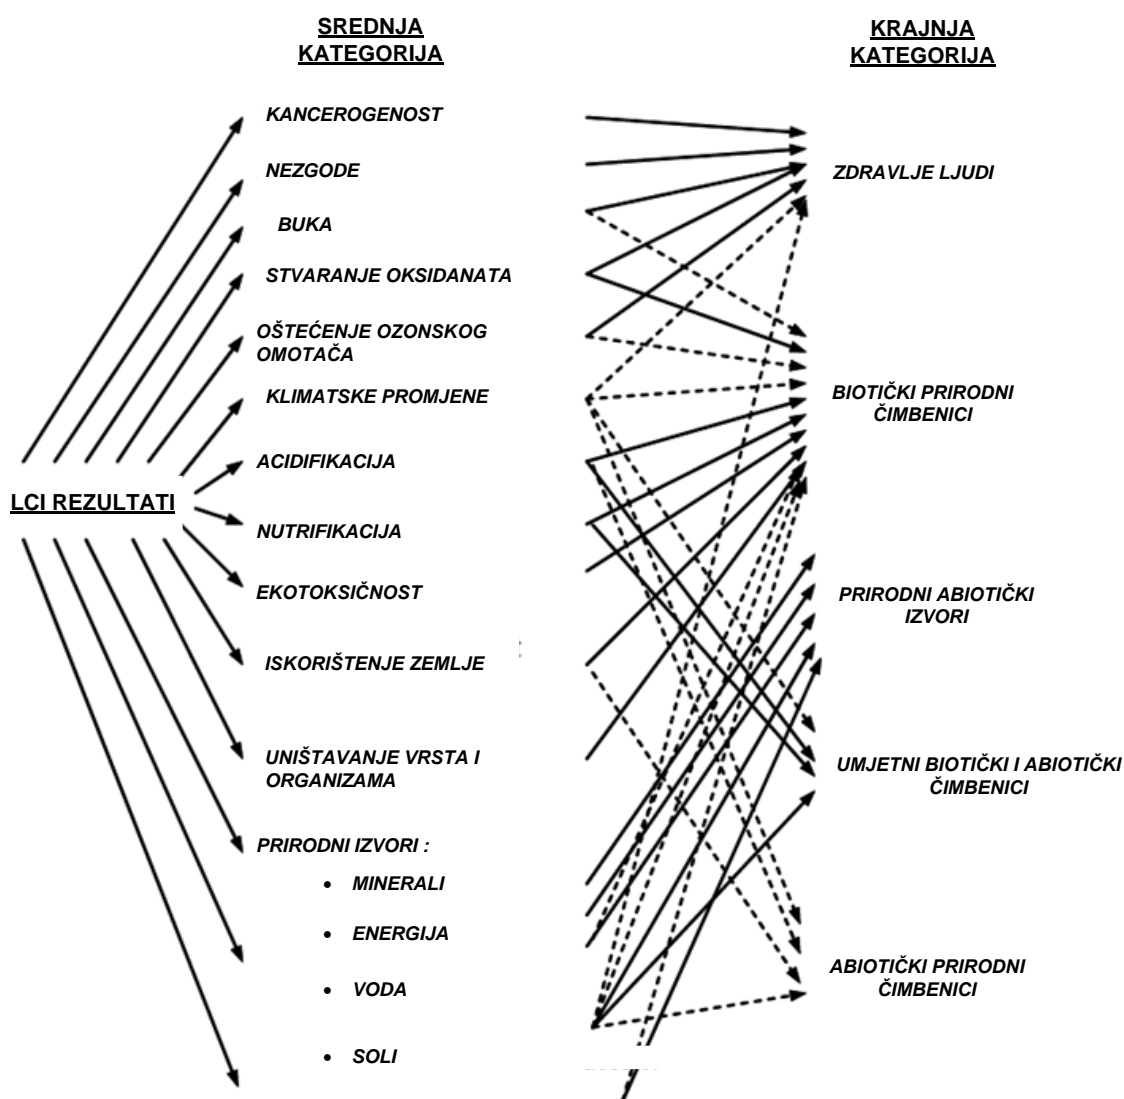 SREDNJA
KATEGORIJA
KRAJNJA
KATEGORIJA
KANCEROGENOST
NEZGODE
BUKA
STVARANJE OKSIDANATA
OŠTEĆENJE OZONSKOG
OMOTAČA
KLIMATSKE PROMJENE
ACIDIFIKACIJA
LCI REZULTATI
NUTRIFIKACIJA
EKOTOKSIČNOST
ISKORIŠTENJE ZEMLJE
UNIŠTAVANJE VRSTA I
ORGANIZAMA
PRIRODNI IZVORI :
• MINERALI
• ENERGIJA
• VODA
• SOLI
ZDRAVLJE LJUDI
BIOTIČKI PRIRODNI
ČIMBENICI
PRIRODNI ABIOTIČKI
IZVORI
UMJETNI BIOTIČKI I ABIOTIČKI
ČIMBENICI
ABIOTIČKI PRIRODNI
ČIMBENICI